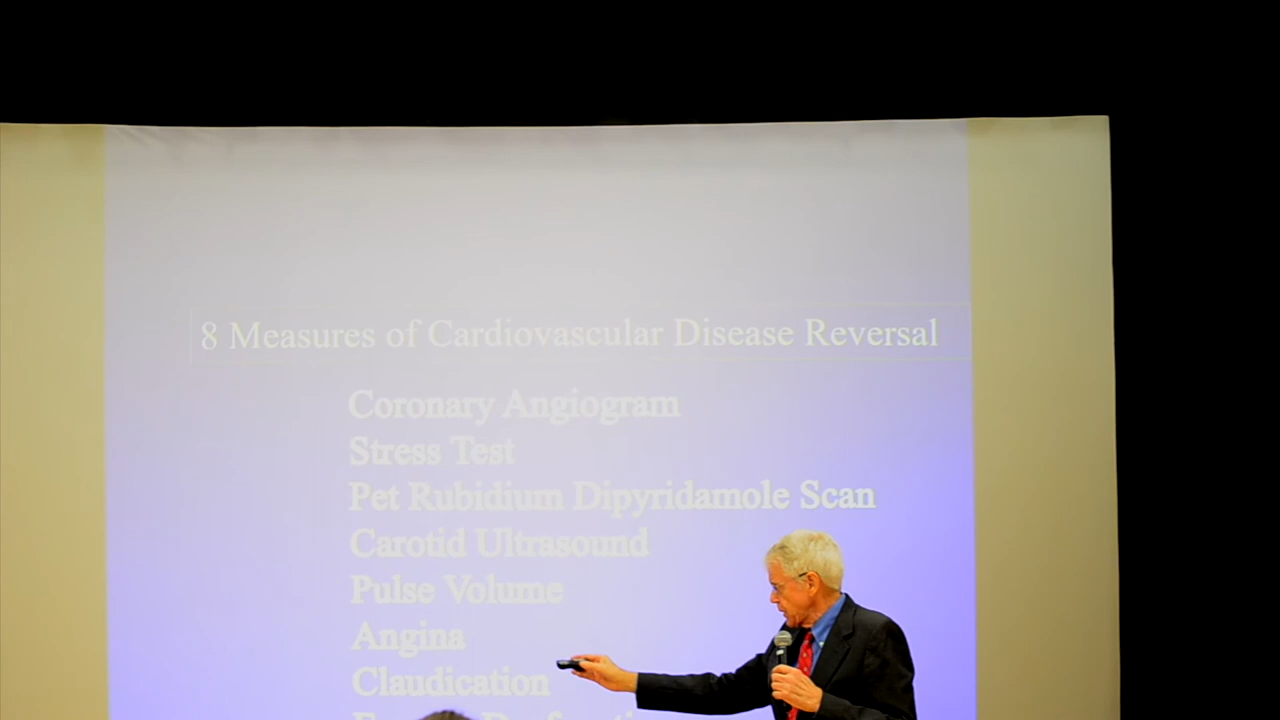 8 Measures of Cardiovascular Disease Reversal
Coronary Angiogram
Stress Test
Pet Rubidium Dipyridamole Scan
Carotid Ultrasound
Pulse Volume
Angina
Claudication